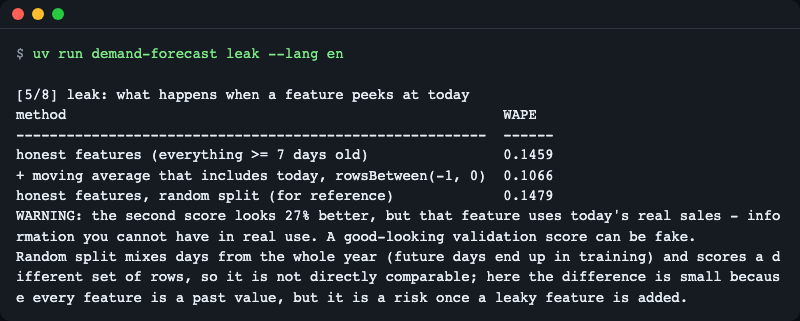 $ uv run demand-forecast leak --lang en
[5/8] leak: what happens when a feature peeks at today
method WAPE
--------------------------------------------------------- ------
honest features (everything >= 7 days old) 0.1459
+ moving average that includes today, rowsBetween(-1, 0) 0.1066
honest features, random split (for reference) 0.1479
WARNING: the second score looks 27% better, but that feature uses today's real sales - info
rmation you cannot have in real use. A good-looking validation score can be fake.
Random split mixes days from the whole year (future days end up in training) and scores a d
ifferent set of rows, so it is not directly comparable; here the difference is small becaus
e every feature is a past value, but it is a risk once a leaky feature is added.